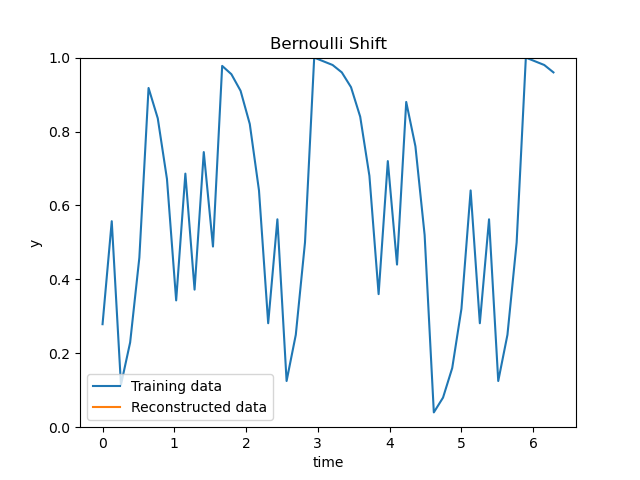 Bernoulli Shift
1.0
0.8
0.6
0.4
0.2
0.0
y
Training data
Reconstructed data
0 1 2 3 4 5 6
time